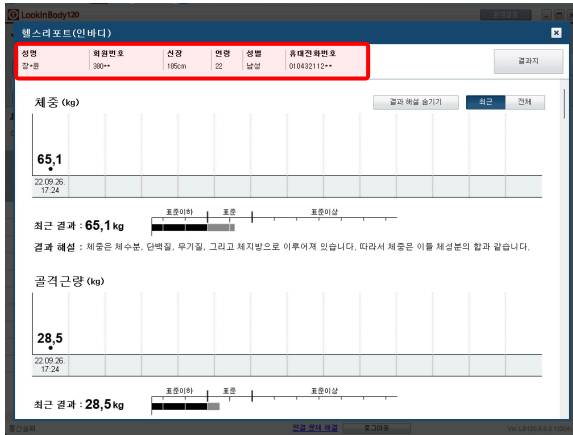 LookinBody120
헬스리포트(인바디)
성명 회원번호 신장 연령 성별 유대전화번호
장*윤 380** 185cm 22 남성 010432112**
결과지
체중 (kg)
결과 해설 숨기기 최근 전체
65,1
22.09.26.
17:24
표준이하 표준 표준이상
최근 결과 : 65,1 kg
결과 해설 : 체중은 체수분, 단백질, 무기질, 그리고 체지방으로 이루어져 있습니다. 따라서 체중은 이들 체성분의 합과 같습니다.
골격근량 (kg)
28,5
22.09.26.
17:24
표준이하 표준 표준이상
최근 결과 : 28,5 kg
연결 문제 해결 로그아웃